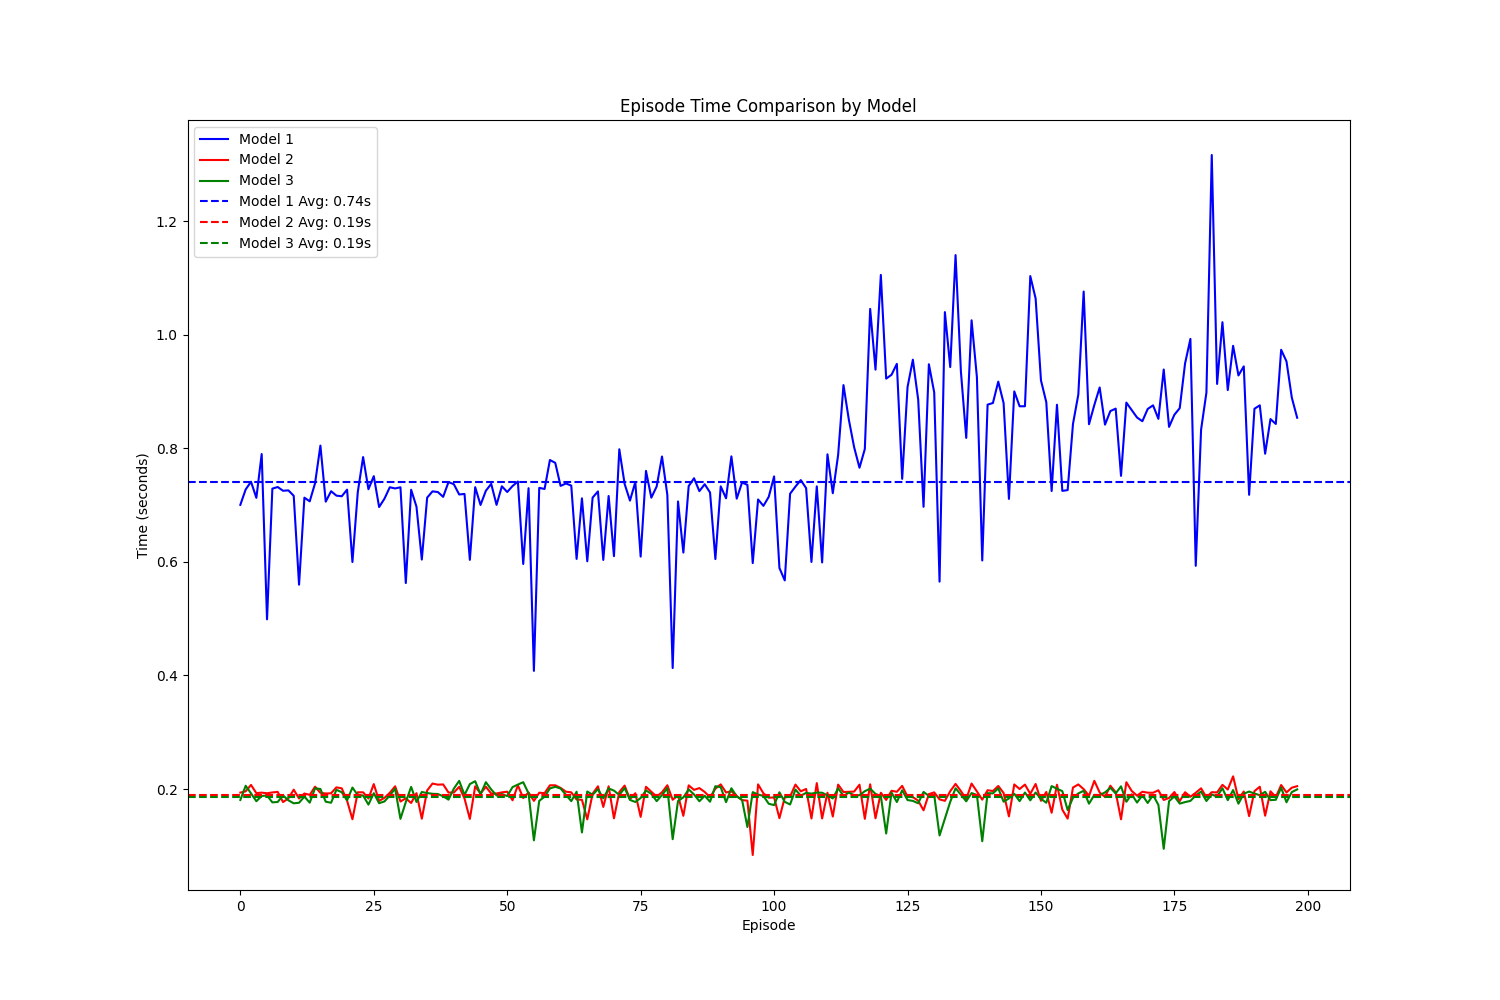 Episode Time Comparison by Model
Model 1
Model 2
Model 3
Model 1 Avg: 0.74s
Model 2 Avg: 0.19s
Model 3 Avg: 0.19s
1.2
1.0
0.8
0.6
0.4
0.2
Time (seconds)
0 25 50 75 100 125 150 175 200
Episode